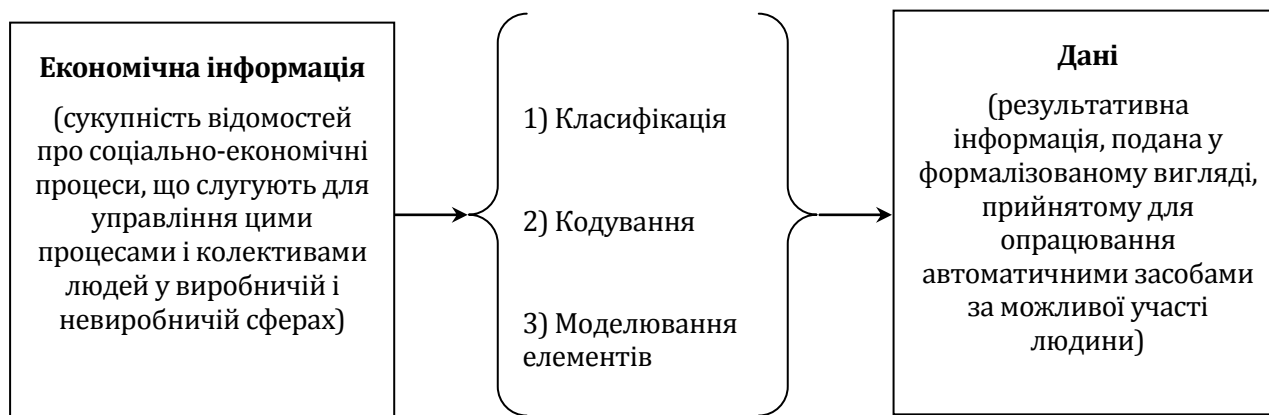 Економічна інформація
(сукупність відомостей
про соціально-економічні
процеси, що слугують для
управління цими
процесами і колективами
людей у виробничій і
невиробничій сферах)
1) Класифікація
2) Кодування
3) Моделювання
елементів
Дані
(результативна
інформація, подана у
формалізованому вигляді,
прийнятому для
опрацювання
автоматичними засобами
за можливої участі
людини)